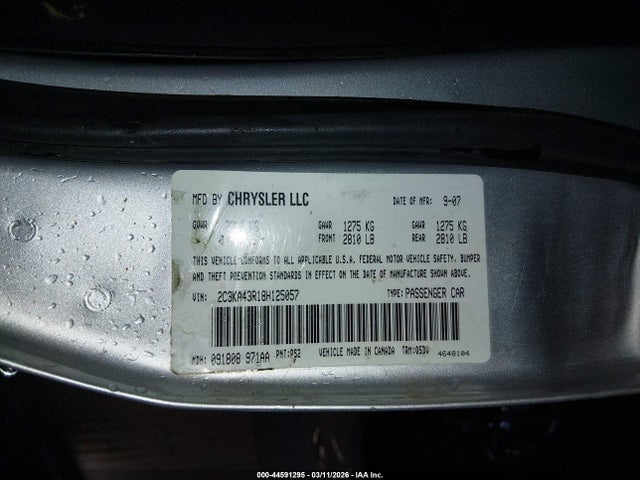 MFD BY CHRYSLER LLC DATE OF MFR: 9-07
GVWR KG GAWR 1275 KG GAWR 1275 KG
FRONT 2810 LB REAR 2810 LB
THIS VEHICLE CONFORMS TO ALL APPLICABLE U.S.A. FEDERAL MOTOR VEHICLE SAFETY, BUMPER
AND THEFT PREVENTION STANDARDS IN EFFECT ON THE DATE OF MANUFACTURE SHOWN ABOVE.
VIN: 2C3KA43R18H125057 TYPE: PASSENGER CAR
MDH: 091808 971AA PNT: PS2 VEHICLE MADE IN CANADA TRM: 05DV
4648104
000-44591295 - 03/11/2026 - IAA Inc.